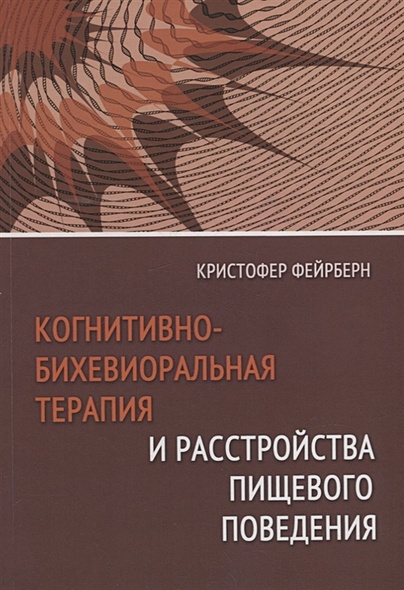 КРИСТОФЕР ФЕЙРБЕРН
КОГНИТИВНО-
БИХЕВИОРАЛЬНАЯ
ТЕРАПИЯ
И РАССТРОЙСТВА
ПИЩЕВОГО
ПОВЕДЕНИЯ